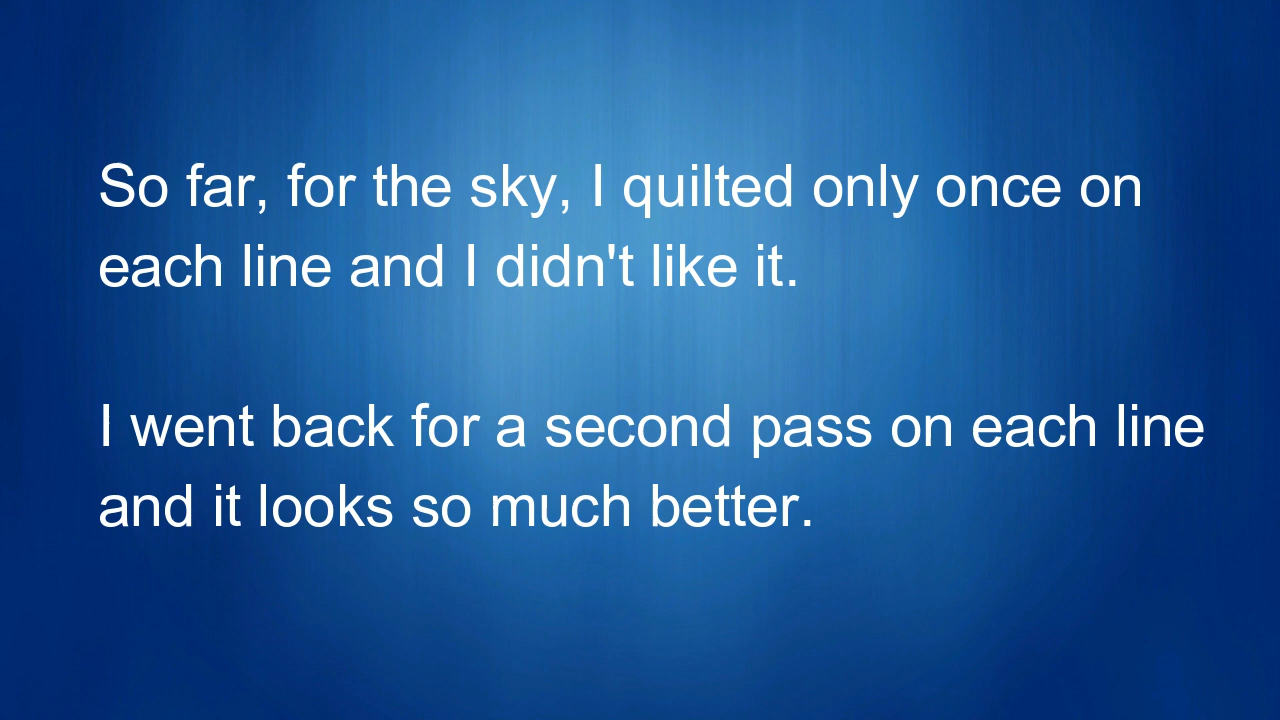 So far, for the sky, I quilted only once on
each line and I didn't like it.
I went back for a second pass on each line
and it looks so much better.